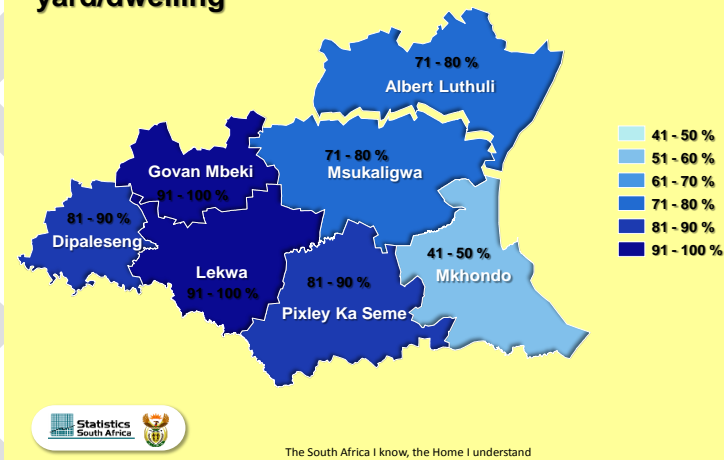 yard/dwelling
71 - 80 %
Albert Luthuli
71 - 80 %
Msukaligwa
Govan Mbeki
91 - 100 %
81 - 90 %
Dipaleseng
Lekwa
91 - 100 %
81 - 90 %
Pixley Ka Seme
41 - 50 %
Mkhondo
41 - 50 %
51 - 60 %
61 - 70 %
71 - 80 %
81 - 90 %
91 - 100 %
Statistics
South Africa
The South Africa I know, the Home I understand